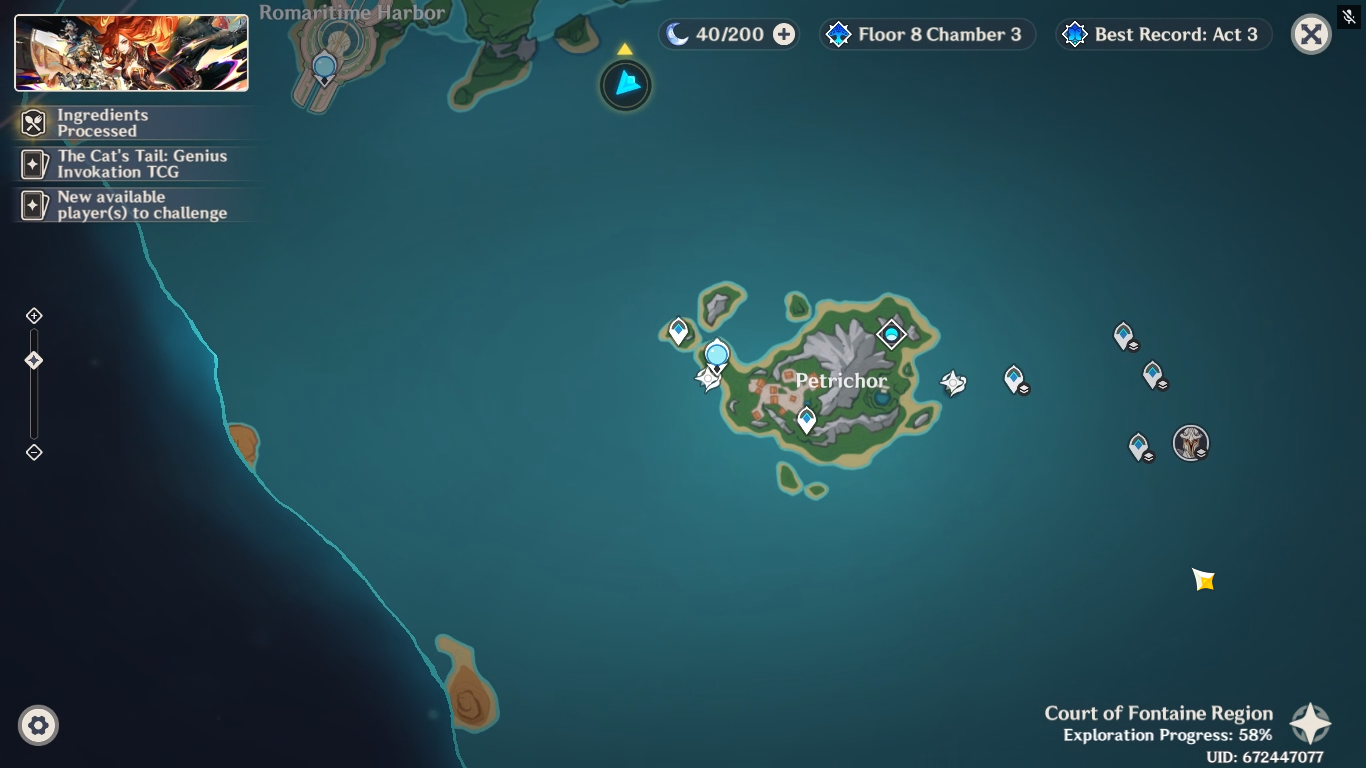 Romaritime Harbor
40/200
Floor 8 Chamber 3
Best Record: Act 3
Ingredients
Processed
The Cat's Tail: Genius
Invokation TCG
New available
player(s) to challenge
Petrichor
Court of Fontaine Region
Exploration Progress: 58%
UID: 672447077